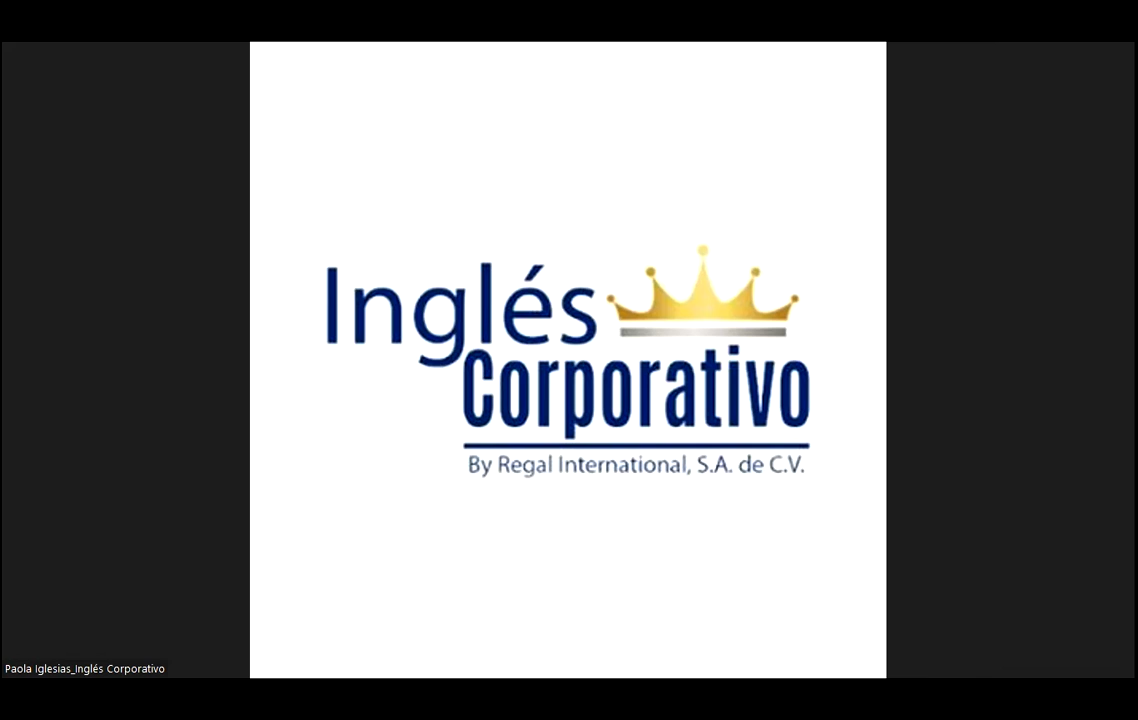 Inglés
Corporativo
By Regal International, S.A. de C.V.
Paola Iglesias_Inglés Corporativo